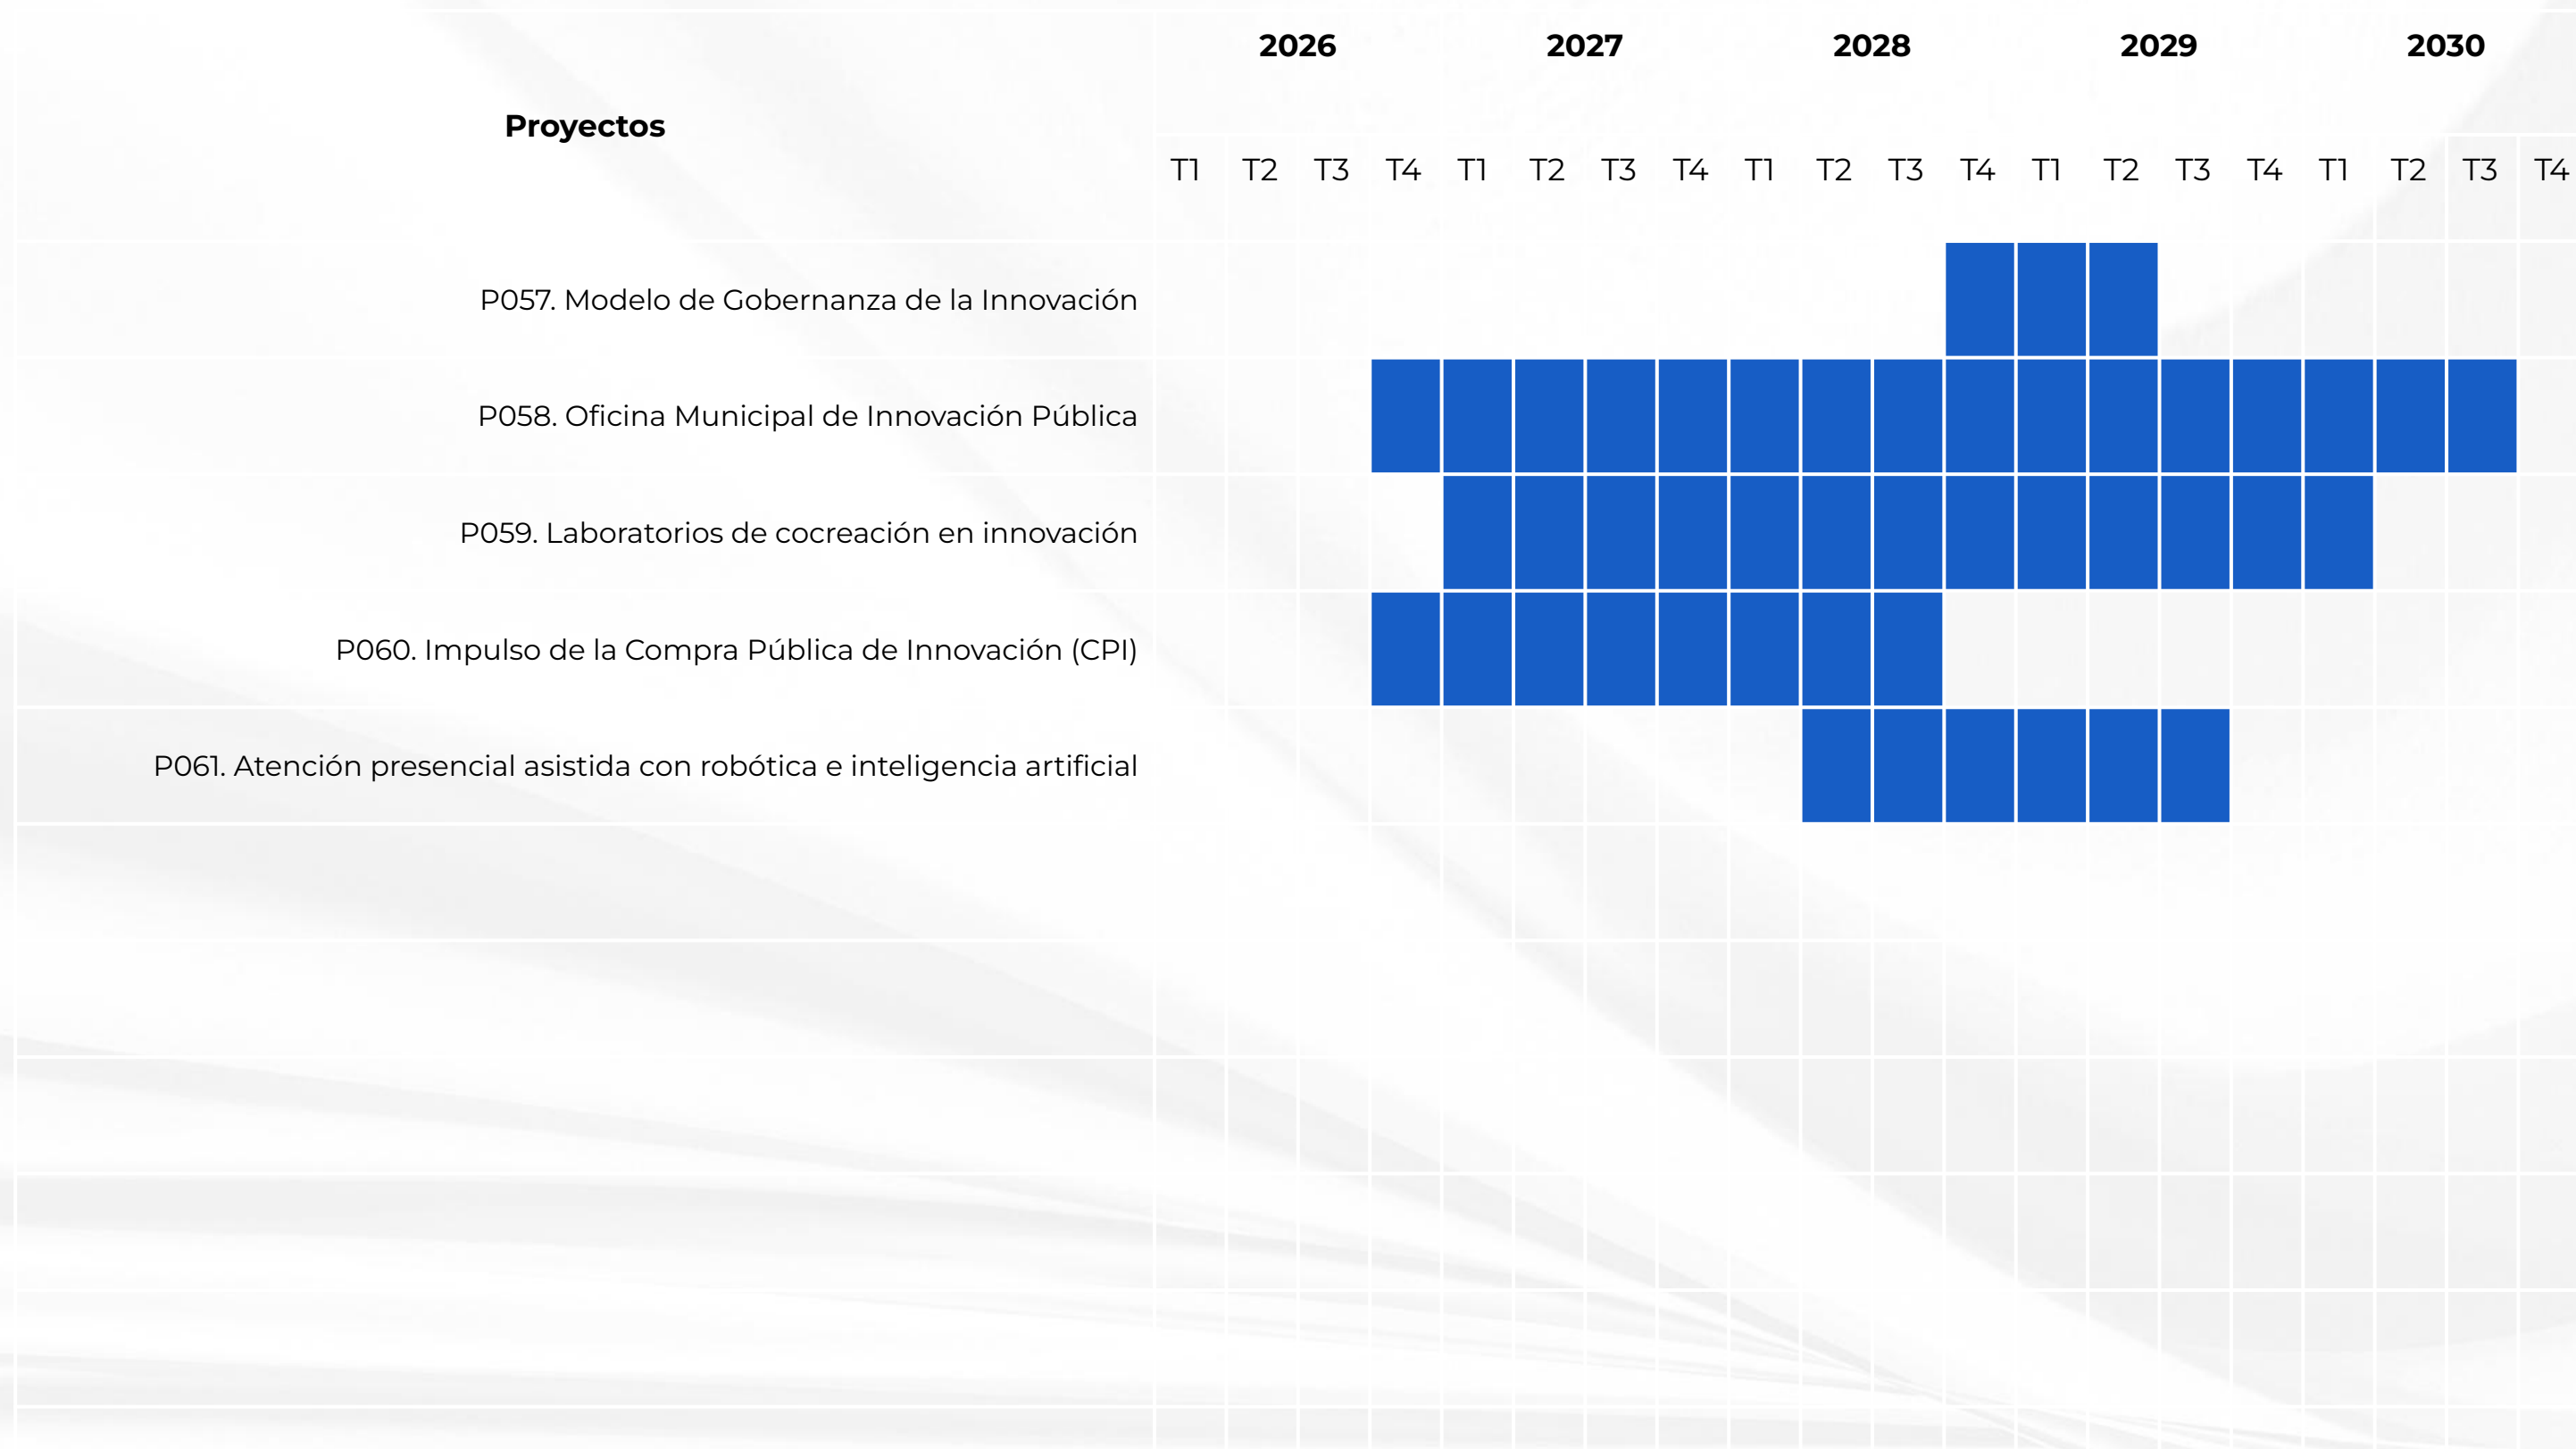 2026 2027 2028 2029 2030
Proyectos
T1 T2 T3 T4 T1 T2 T3 T4 T1 T2 T3 T4 T1 T2 T3 T4 T1 T2 T3 T4
P057. Modelo de Gobernanza de la Innovación
P058. Oficina Municipal de Innovación Pública
P059. Laboratorios de cocreación en innovación
P060. Impulso de la Compra Pública de Innovación (CPI)
P061. Atención presencial asistida con robótica e inteligencia artificial